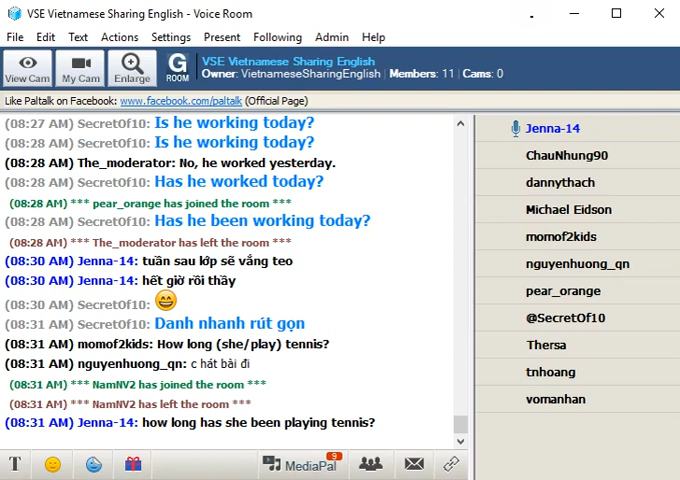 VSE Vietnamese Sharing English - Voice Room
File Edit Text Actions Settings Present Following Admin Help
View Cam My Cam Enlarge G ROOM
VSE Vietnamese Sharing English
Owner: VietnameseSharingEnglish Members: 11 Cams: 0
Like Paltalk on Facebook: www.facebook.com/paltalk (Official Page)
(08:27 AM) SecretOf10: Is he working today?
(08:28 AM) SecretOf10: Is he working today?
(08:28 AM) The_moderator: No, he worked yesterday.
(08:28 AM) SecretOf10: Has he worked today?
(08:28 AM) *** pear_orange has joined the room ***
(08:28 AM) SecretOf10: Has he been working today?
(08:28 AM) *** The_moderator has left the room ***
(08:30 AM) Jenna-14: tuần sau lớp sẽ vắng teo
(08:30 AM) Jenna-14: hết giờ rồi thầy
(08:30 AM) SecretOf10: 😄
(08:31 AM) SecretOf10: Danh nhanh rút gọn
(08:31 AM) momof2kids: How long (she/play) tennis?
(08:31 AM) nguyenhuong_qn: c hát bài đi
(08:31 AM) *** NamNV2 has joined the room ***
(08:31 AM) *** NamNV2 has left the room ***
(08:31 AM) Jenna-14: how long has she been playing tennis?
Jenna-14
ChauNhung90
dannythach
Michael Eidson
momof2kids
nguyenhuong_qn
pear_orange
@SecretOf10
Thersa
tnhoang
vomanhan
T MediaPal 9